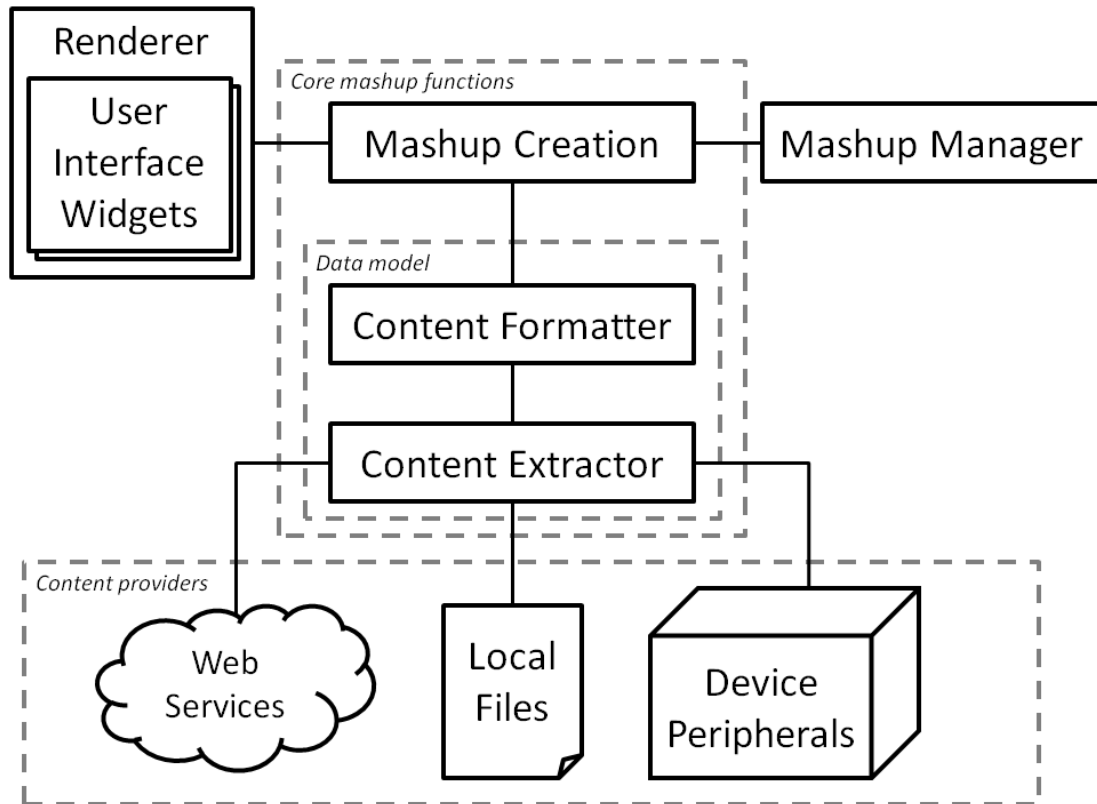 Renderer
User
Interface
Widgets
Core mashup functions
Mashup Creation
Mashup Manager
Data model
Content Formatter
Content Extractor
Content providers
Web
Services
Local
Files
Device
Peripherals